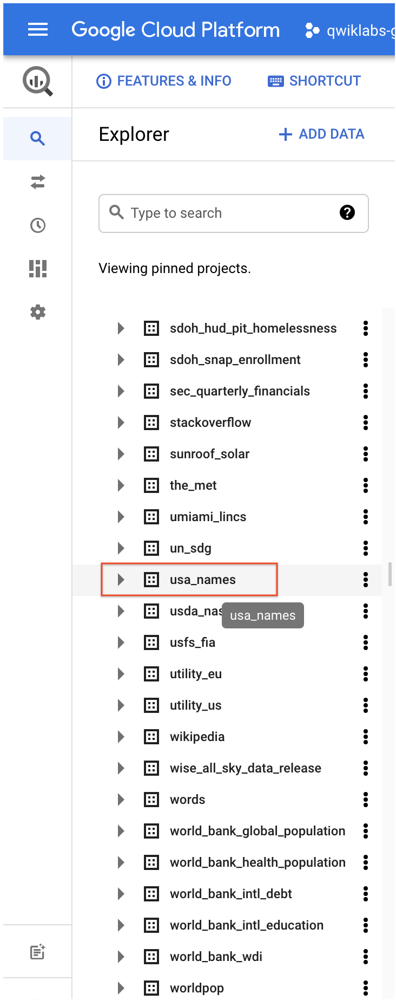 Google Cloud Platform qwiklabs-g
FEATURES & INFO SHORTCUT
Explorer + ADD DATA
Type to search ?
Viewing pinned projects.
sdoh_hud_pit_homelessness
sdoh_snap_enrollment
sec_quarterly_financials
stackoverflow
sunroof_solar
the_met
umiami_lincs
un_sdg
usa_names
usda_nas
usa_names
usfs_fia
utility_eu
utility_us
wikipedia
wise_all_sky_data_release
words
world_bank_global_population
world_bank_health_population
world_bank_intl_debt
world_bank_intl_education
world_bank_wdi
worldpop